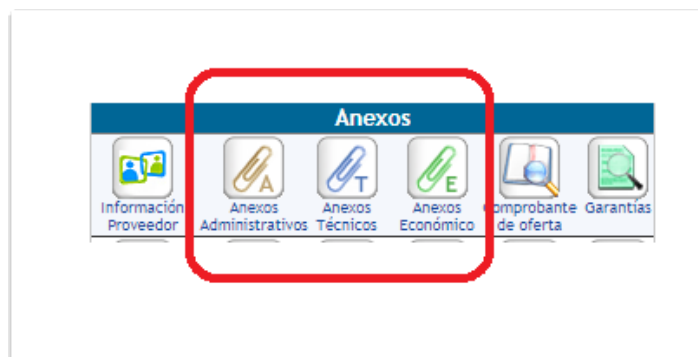 Anexos
A
T
E
Información Proveedor
Anexos Administrativos
Anexos Técnicos
Anexos Económico
Comprobante de oferta
Garantías